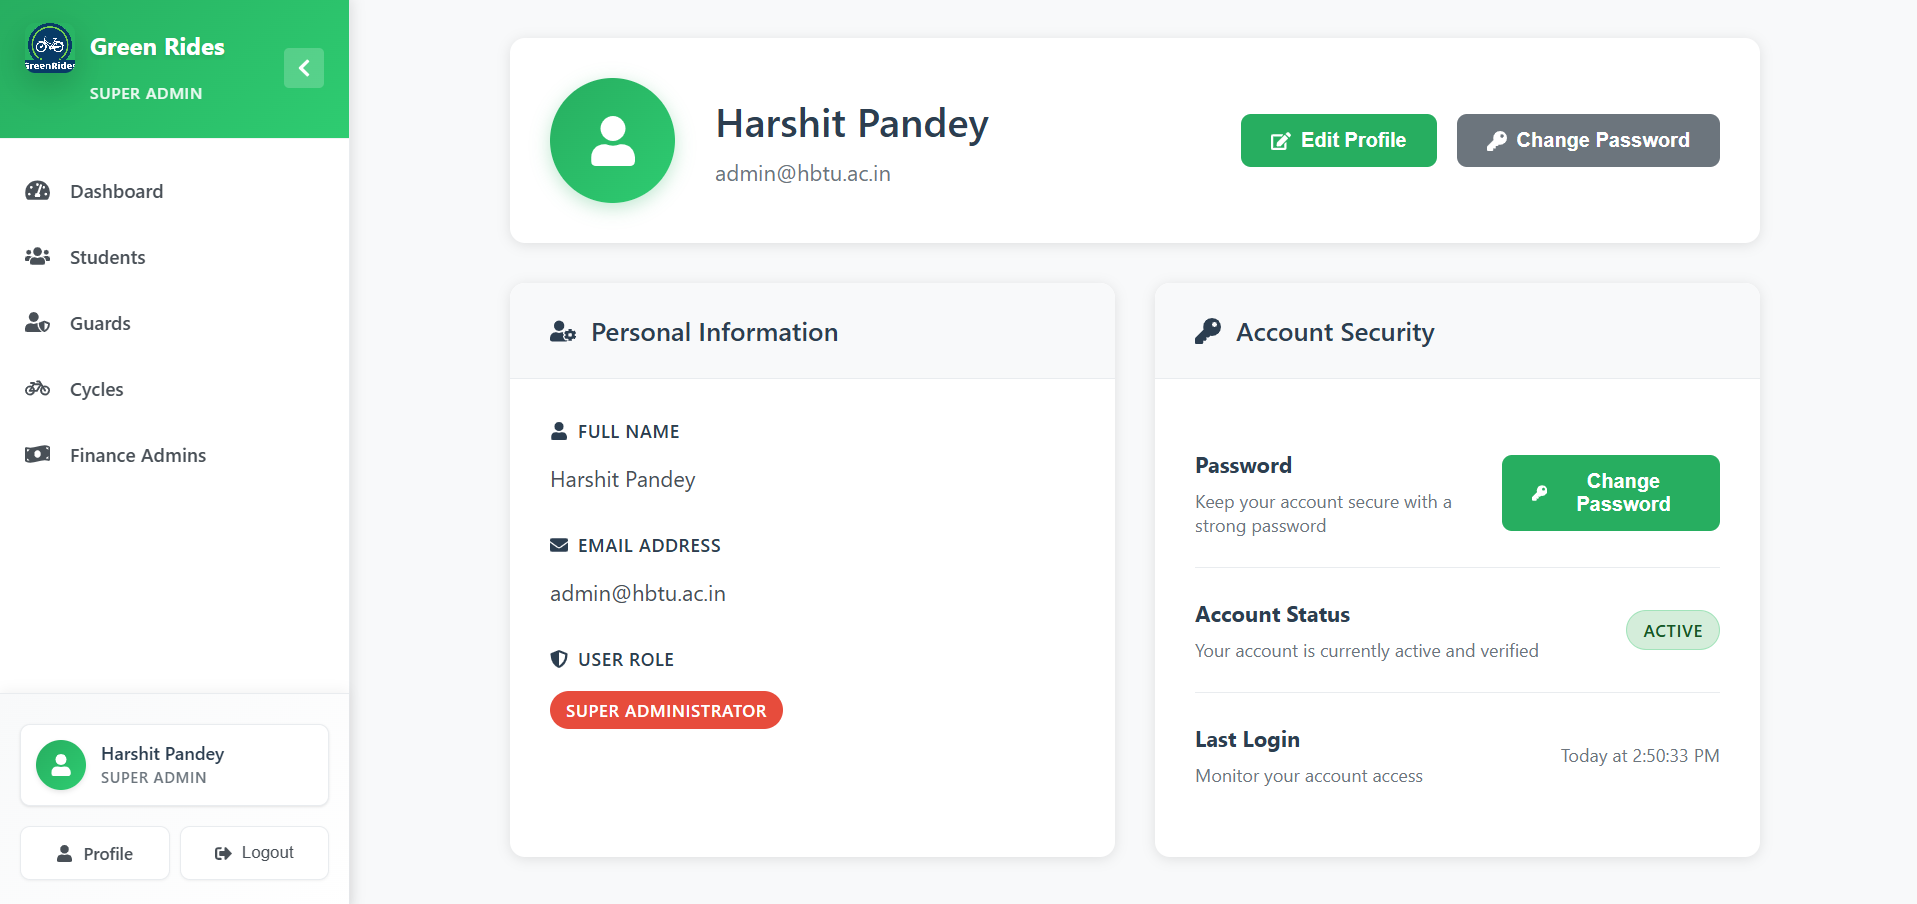 GreenRides
Green Rides
SUPER ADMIN
Dashboard
Students
Guards
Cycles
Finance Admins
Harshit Pandey
SUPER ADMIN
Profile
Logout
Harshit Pandey
admin@hbtu.ac.in
Edit Profile
Change Password
Personal Information
FULL NAME
Harshit Pandey
EMAIL ADDRESS
admin@hbtu.ac.in
USER ROLE
SUPER ADMINISTRATOR
Account Security
Password
Keep your account secure with a
strong password
Change
Password
Account Status
Your account is currently active and verified
ACTIVE
Last Login
Monitor your account access
Today at 2:50:33 PM